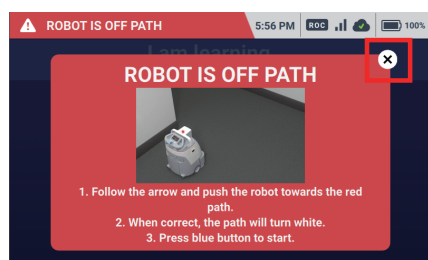 ROBOT IS OFF PATH
5:56 PM
ROC
100%
I am learning
ROBOT IS OFF PATH
1. Follow the arrow and push the robot towards the red
path.
2. When correct, the path will turn white.
3. Press blue button to start.